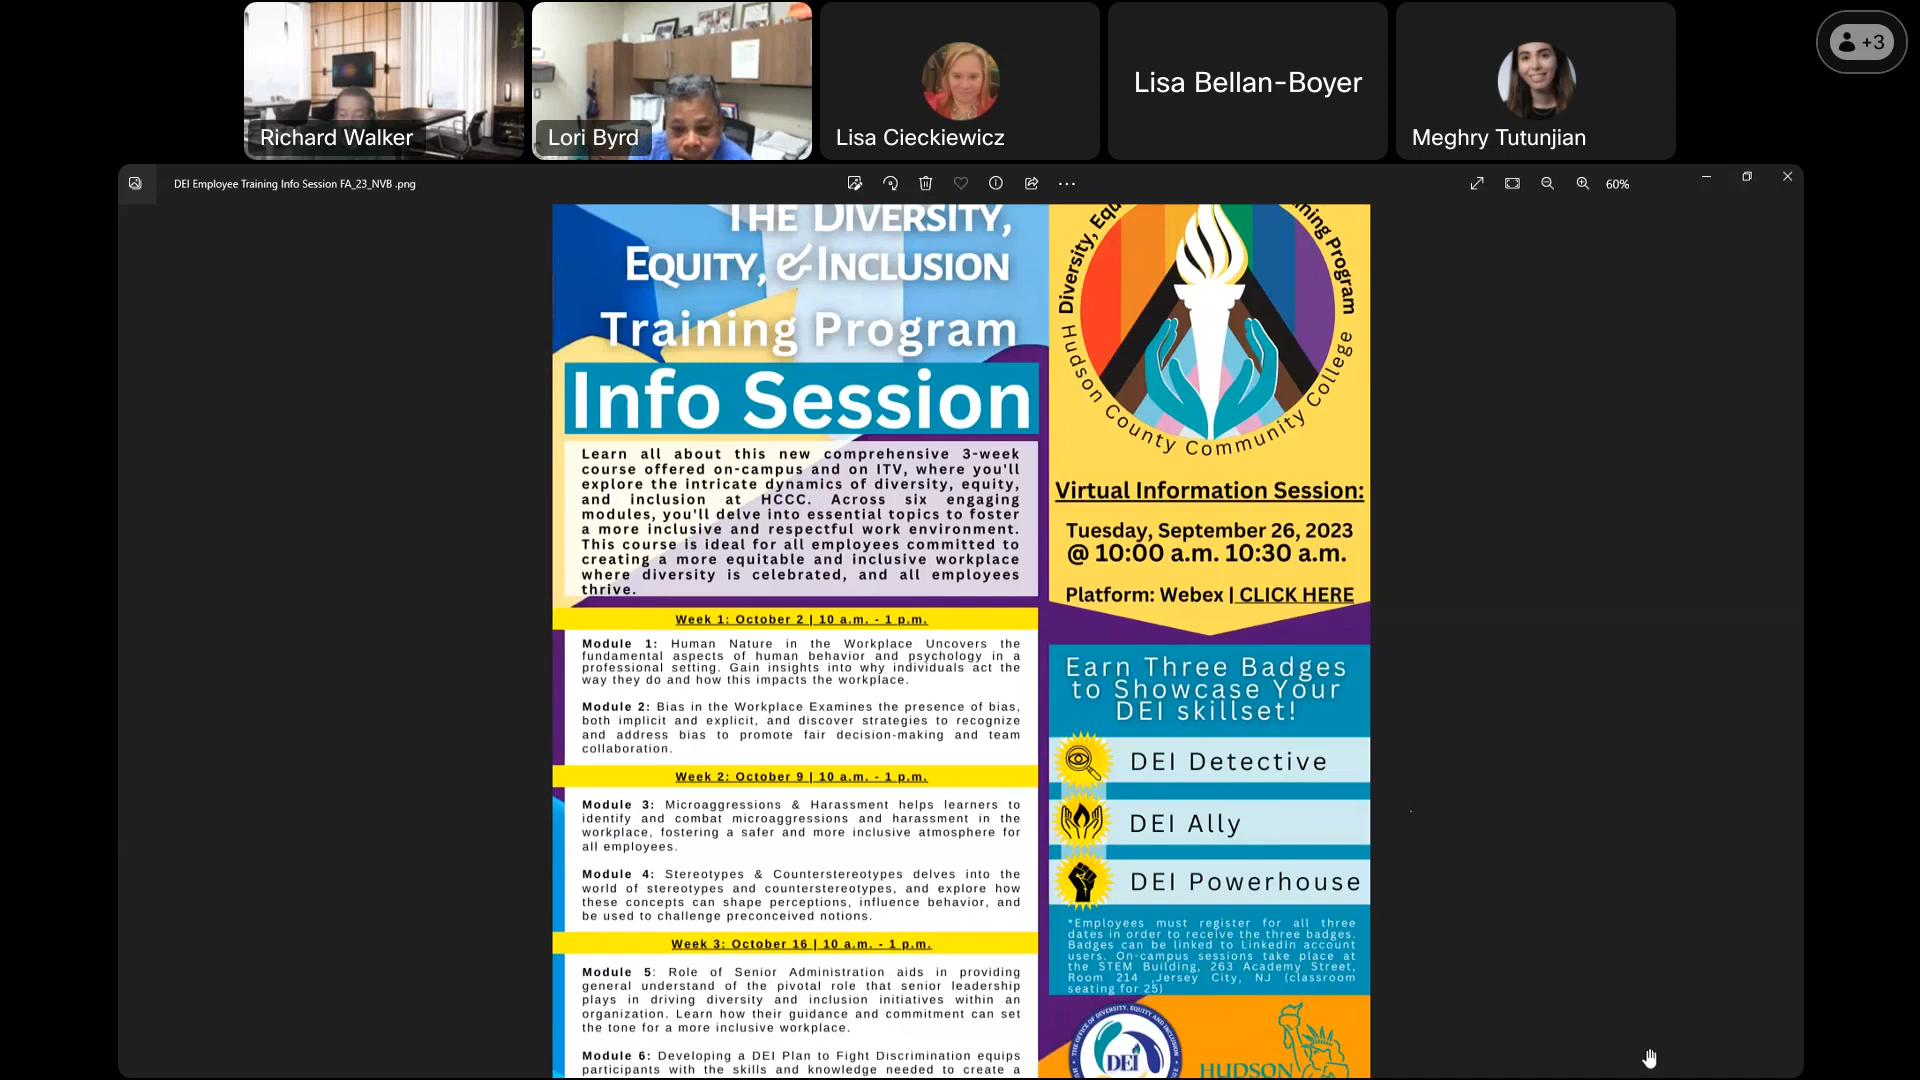 Richard Walker
Lori Byrd
Lisa Cieckiewicz
Lisa Bellan-Boyer
Meghry Tutunjian
+3
DEI Employee Training Info Session FA_23_NVB .png
60%
THE DIVERSITY,
EQUITY, & INCLUSION
Training Program
Info Session
Learn all about this new comprehensive 3-week
course offered on-campus and on ITV, where you'll
explore the intricate dynamics of diversity, equity,
and inclusion at HCCC. Across six engaging
modules, you'll delve into essential topics to foster
a more inclusive and respectful work environment.
This course is ideal for all employees committed to
creating a more equitable and inclusive workplace
where diversity is celebrated, and all employees
thrive.
Week 1: October 2 | 10 a.m. - 1 p.m.
Module 1: Human Nature in the Workplace Uncovers the
fundamental aspects of human behavior and psychology in a
professional setting. Gain insights into why individuals act the
way they do and how this impacts the workplace.
Module 2: Bias in the Workplace Examines the presence of bias,
both implicit and explicit, and discover strategies to recognize
and address bias to promote fair decision-making and team
collaboration.
Week 2: October 9 | 10 a.m. - 1 p.m.
Module 3: Microaggressions & Harassment helps learners to
identify and combat microaggressions and harassment in the
workplace, fostering a safer and more inclusive atmosphere for
all employees.
Module 4: Stereotypes & Counterstereotypes delves into the
world of stereotypes and counterstereotypes, and explore how
these concepts can shape perceptions, influence behavior, and
be used to challenge preconceived notions.
Week 3: October 16 | 10 a.m. - 1 p.m.
Module 5: Role of Senior Administration aids in providing
general understand of the pivotal role that senior leadership
plays in driving diversity and inclusion initiatives within an
organization. Learn how their guidance and commitment can set
the tone for a more inclusive workplace.
Module 6: Developing a DEI Plan to Fight Discrimination equips
participants with the skills and knowledge needed to create a
Diversity, Equ
ning Program
Hudson County Community College
Virtual Information Session:
Tuesday, September 26, 2023
@ 10:00 a.m. 10:30 a.m.
Platform: Webex | CLICK HERE
Earn Three Badges
to Showcase Your
DEI skillset!
DEI Detective
DEI Ally
DEI Powerhouse
*Employees must register for all three
dates in order to receive the three badges.
Badges can be linked to LinkedIn account
users. On-campus sessions take place at
the STEM Building, 263 Academy Street,
Room 214 ,Jersey City, NJ (classroom
seating for 25)
THE OFFICE OF DIVERSITY, EQUITY AND INCLUSION
DEI
HUDSON